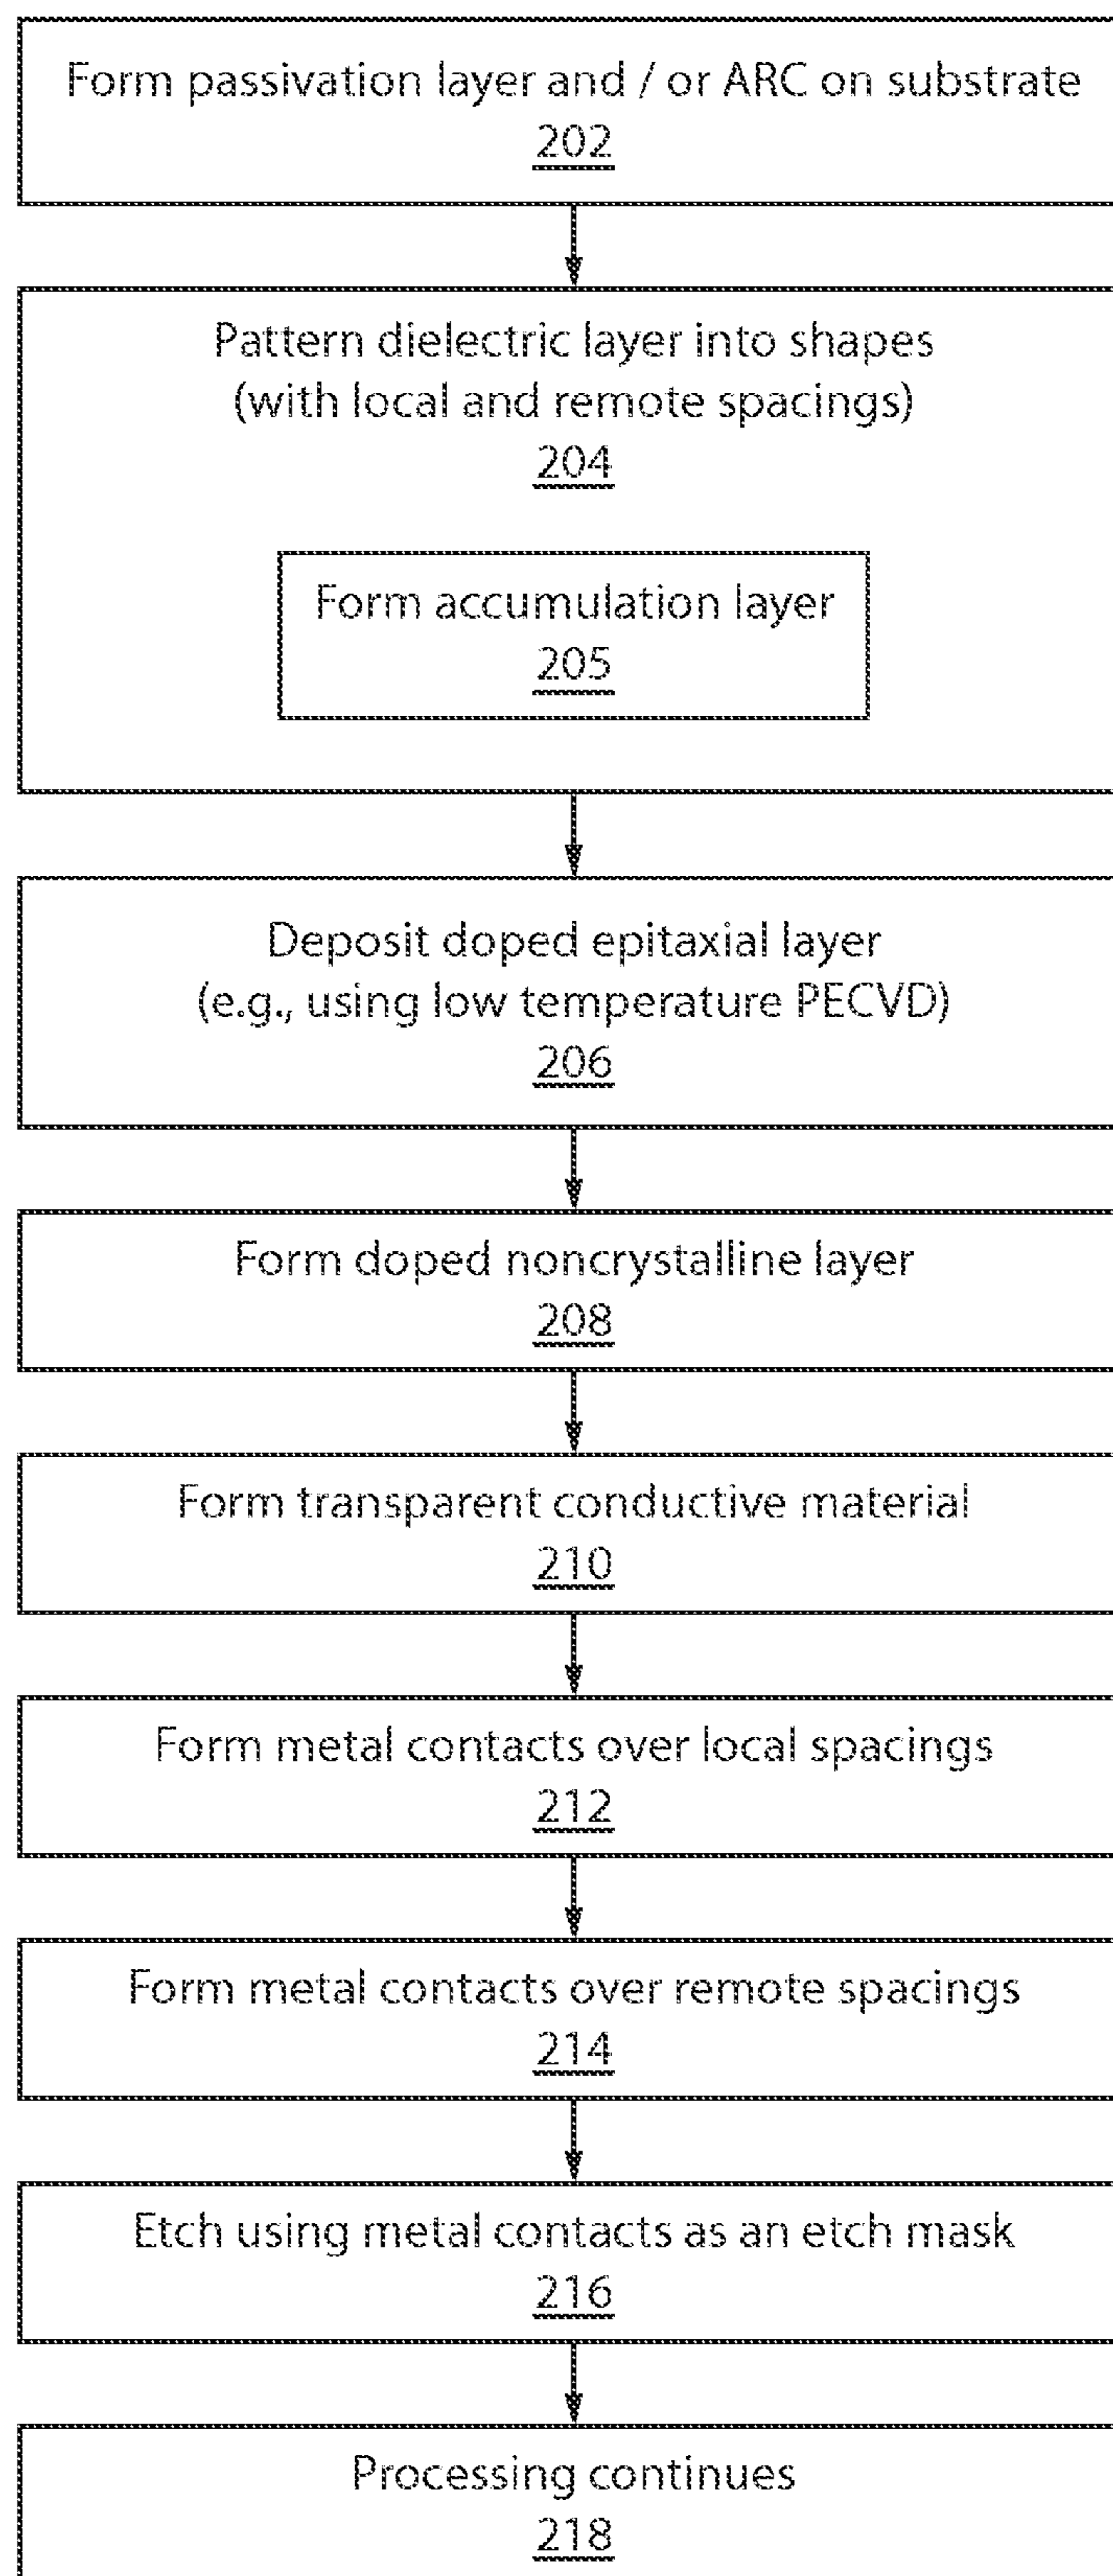 Form passivation layer and / or ARC on substrate
202
Pattern dielectric layer into shapes
(with local and remote spacings)
204
Form accumulation layer
205
Deposit doped epitaxial layer
(e.g., using low temperature PECVD)
206
Form doped noncrystalline layer
208
Form transparent conductive material
210
Form metal contacts over local spacings
212
Form metal contacts over remote spacings
214
Etch using metal contacts as an etch mask
216
Processing continues
218